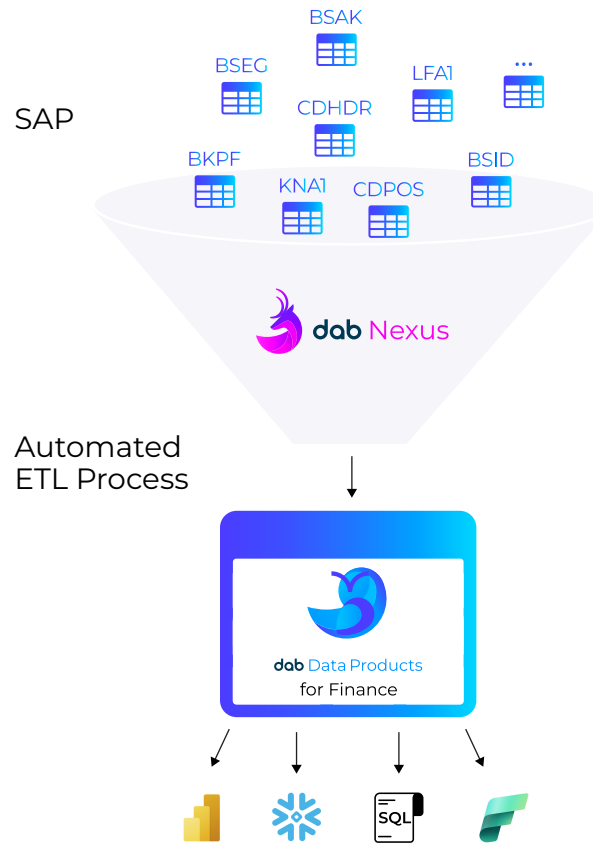 BSAK
BSEG
LFA1
...
CDHDR
SAP
BKPF
BSID
KNA1
CDPOS
dab Nexus
Automated
ETL Process
dab Data Products
for Finance
SQL